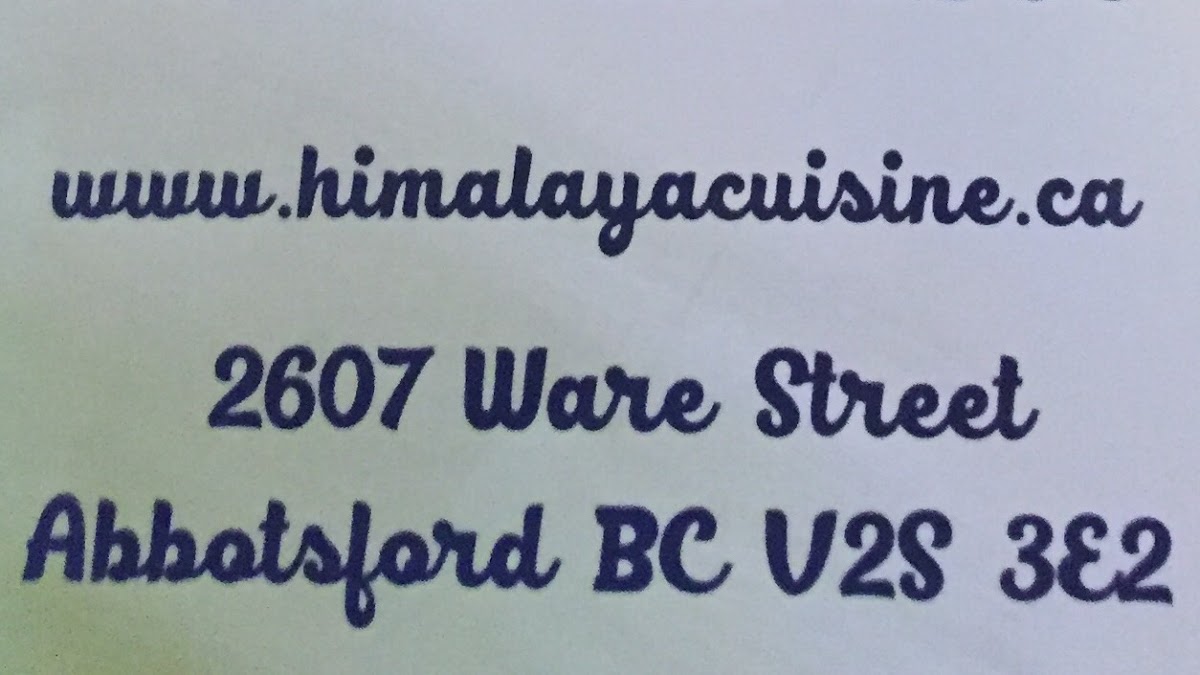 www.himalayacuisine.ca
2607 Ware Street
Abbotsford BC V2S 3E2